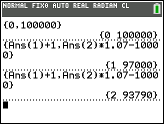 NORMAL FIX0 AUTO REAL RADIAN CL
{0,100000}
{0 100000}
{Ans(1)+1,Ans(2)*1.07-1000
0}
{1 97000}
{Ans(1)+1,Ans(2)*1.07-1000
0}
{2 93790}